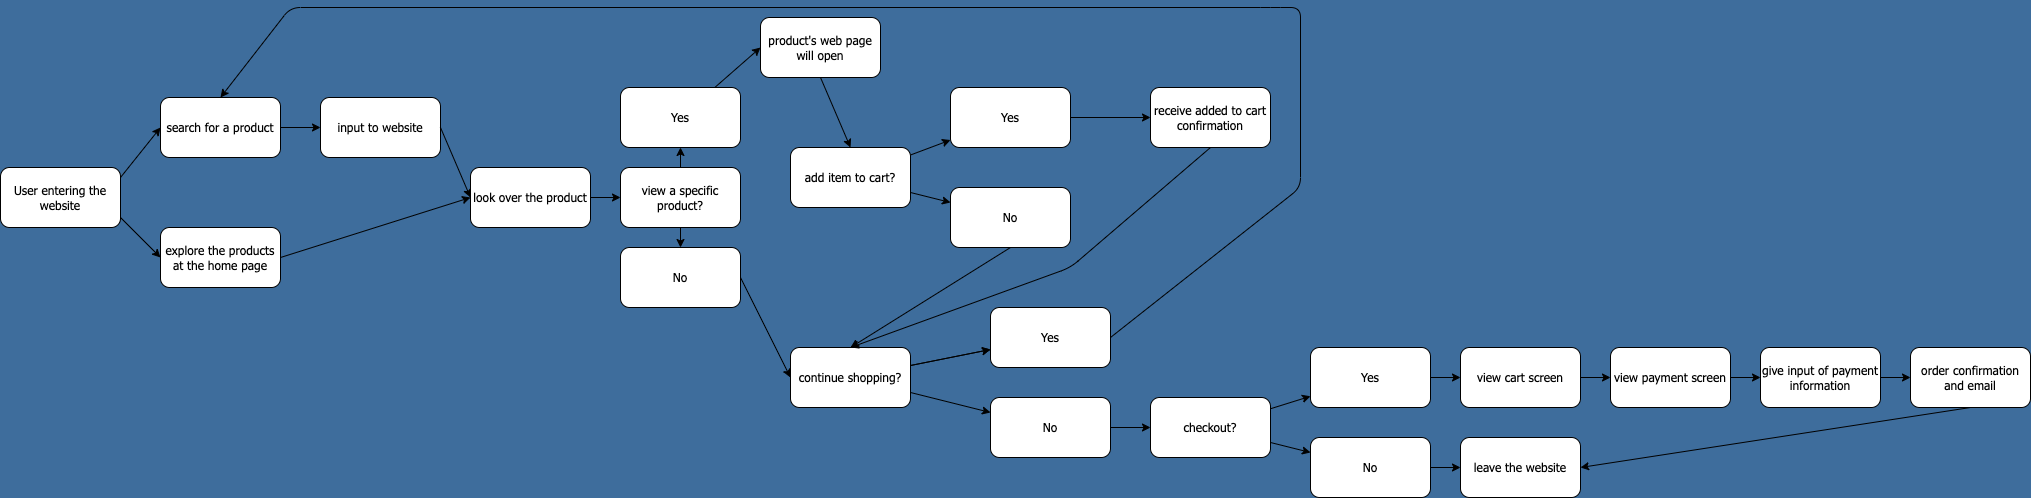 User entering the
website
search for a product
input to website
explore the products
at the home page
look over the product
view a specific
product?
Yes
No
product's web page
will open
add item to cart?
Yes
No
receive added to cart
confirmation
continue shopping?
Yes
No
checkout?
Yes
No
view cart screen
view payment screen
give input of payment
information
order confirmation
and email
leave the website